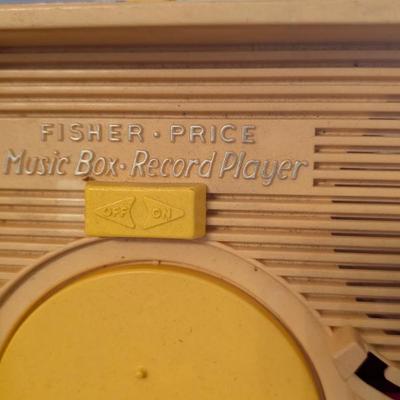 FISHER·PRICE
Music Box·Record Player
OFF ON